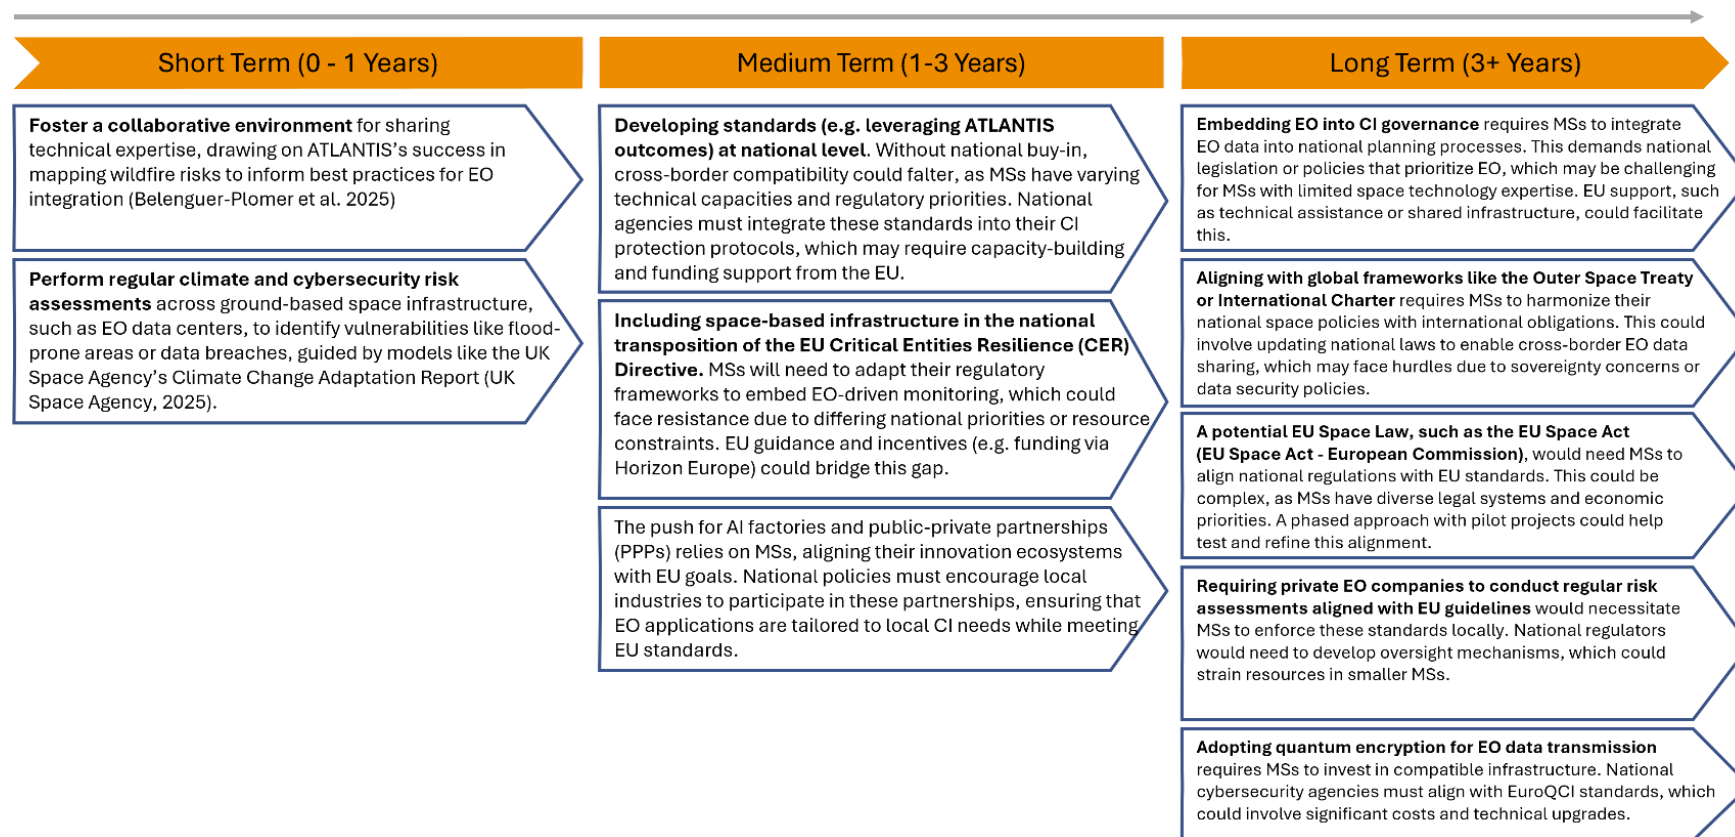 Short Term (0 - 1 Years)
Foster a collaborative environment for sharing
technical expertise, drawing on ATLANTIS's success in
mapping wildfire risks to inform best practices for EO
integration (Belenguer-Plomer et al. 2025)
Perform regular climate and cybersecurity risk
assessments across ground-based space infrastructure,
such as EO data centers, to identify vulnerabilities like flood-
prone areas or data breaches, guided by models like the UK
Space Agency's Climate Change Adaptation Report (UK
Space Agency, 2025).
Medium Term (1-3 Years)
Developing standards (e.g. leveraging ATLANTIS
outcomes) at national level. Without national buy-in,
cross-border compatibility could falter, as MSs have varying
technical capacities and regulatory priorities. National
agencies must integrate these standards into their CI
protection protocols, which may require capacity-building
and funding support from the EU.
Including space-based infrastructure in the national
transposition of the EU Critical Entities Resilience (CER)
Directive. MSs will need to adapt their regulatory
frameworks to embed EO-driven monitoring, which could
face resistance due to differing national priorities or resource
constraints. EU guidance and incentives (e.g. funding via
Horizon Europe) could bridge this gap.
The push for AI factories and public-private partnerships
(PPPs) relies on MSs, aligning their innovation ecosystems
with EU goals. National policies must encourage local
industries to participate in these partnerships, ensuring that
EO applications are tailored to local CI needs while meeting
EU standards.
Long Term (3+ Years)
Embedding EO into CI governance requires MSs to integrate
EO data into national planning processes. This demands national
legislation or policies that prioritize EO, which may be challenging
for MSs with limited space technology expertise. EU support, such
as technical assistance or shared infrastructure, could facilitate
this.
Aligning with global frameworks like the Outer Space Treaty
or International Charter requires MSs to harmonize their
national space policies with international obligations. This could
involve updating national laws to enable cross-border EO data
sharing, which may face hurdles due to sovereignty concerns or
data security policies.
A potential EU Space Law, such as the EU Space Act
(EU Space Act - European Commission), would need MSs to
align national regulations with EU standards. This could be
complex, as MSs have diverse legal systems and economic
priorities. A phased approach with pilot projects could help
test and refine this alignment.
Requiring private EO companies to conduct regular risk
assessments aligned with EU guidelines would necessitate
MSs to enforce these standards locally. National regulators
would need to develop oversight mechanisms, which could
strain resources in smaller MSs.
Adopting quantum encryption for EO data transmission
requires MSs to invest in compatible infrastructure. National
cybersecurity agencies must align with EuroQCI standards, which
could involve significant costs and technical upgrades.